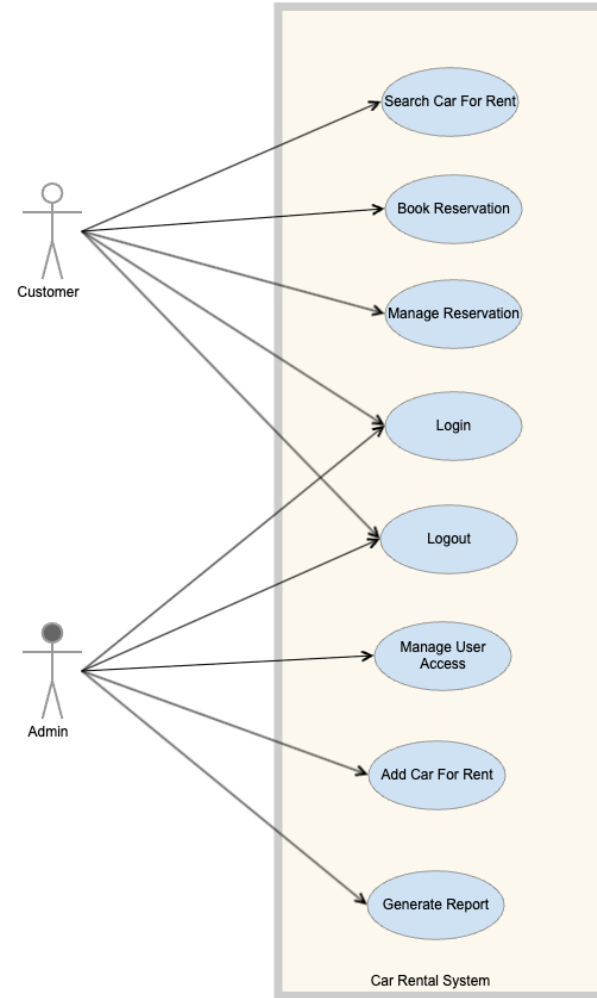 Search Car For Rent
Book Reservation
Customer
Manage Reservation
Login
Logout
Manage User
Access
Admin
Add Car For Rent
Generate Report
Car Rental System